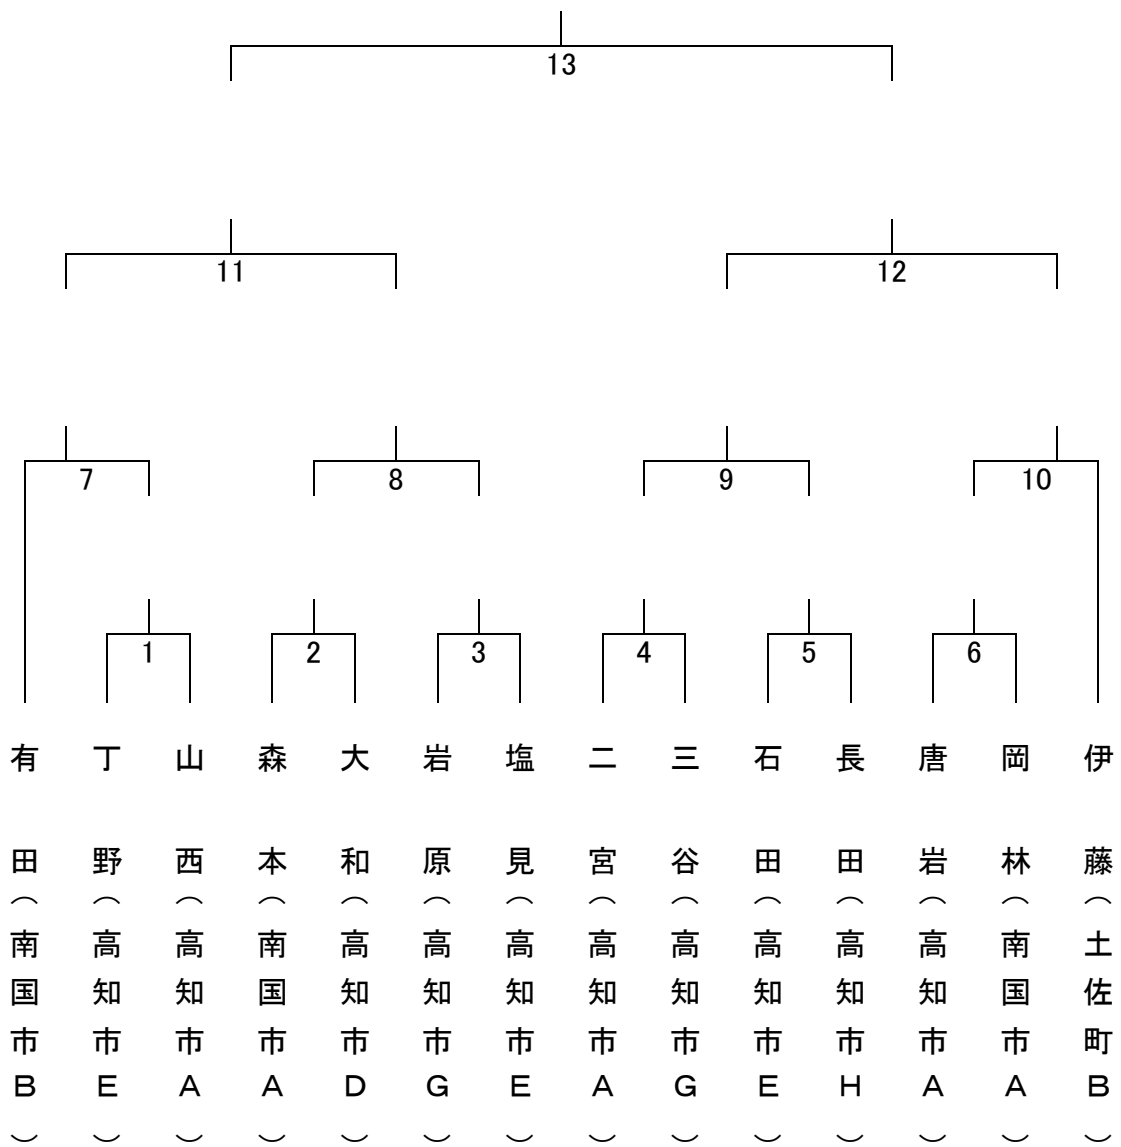 13
11
12
7
8
9
10
1
2
3
4
5
6
有田（南国市B）
丁野（高知市E）
山西（高知市A）
森本（南国市A）
大和（高知市D）
岩原（高知市G）
塩見（高知市E）
二宮（高知市A）
三谷（高知市G）
石田（高知市E）
長田（高知市H）
唐岩（高知市A）
岡林（南国市A）
伊藤（土佐町B）